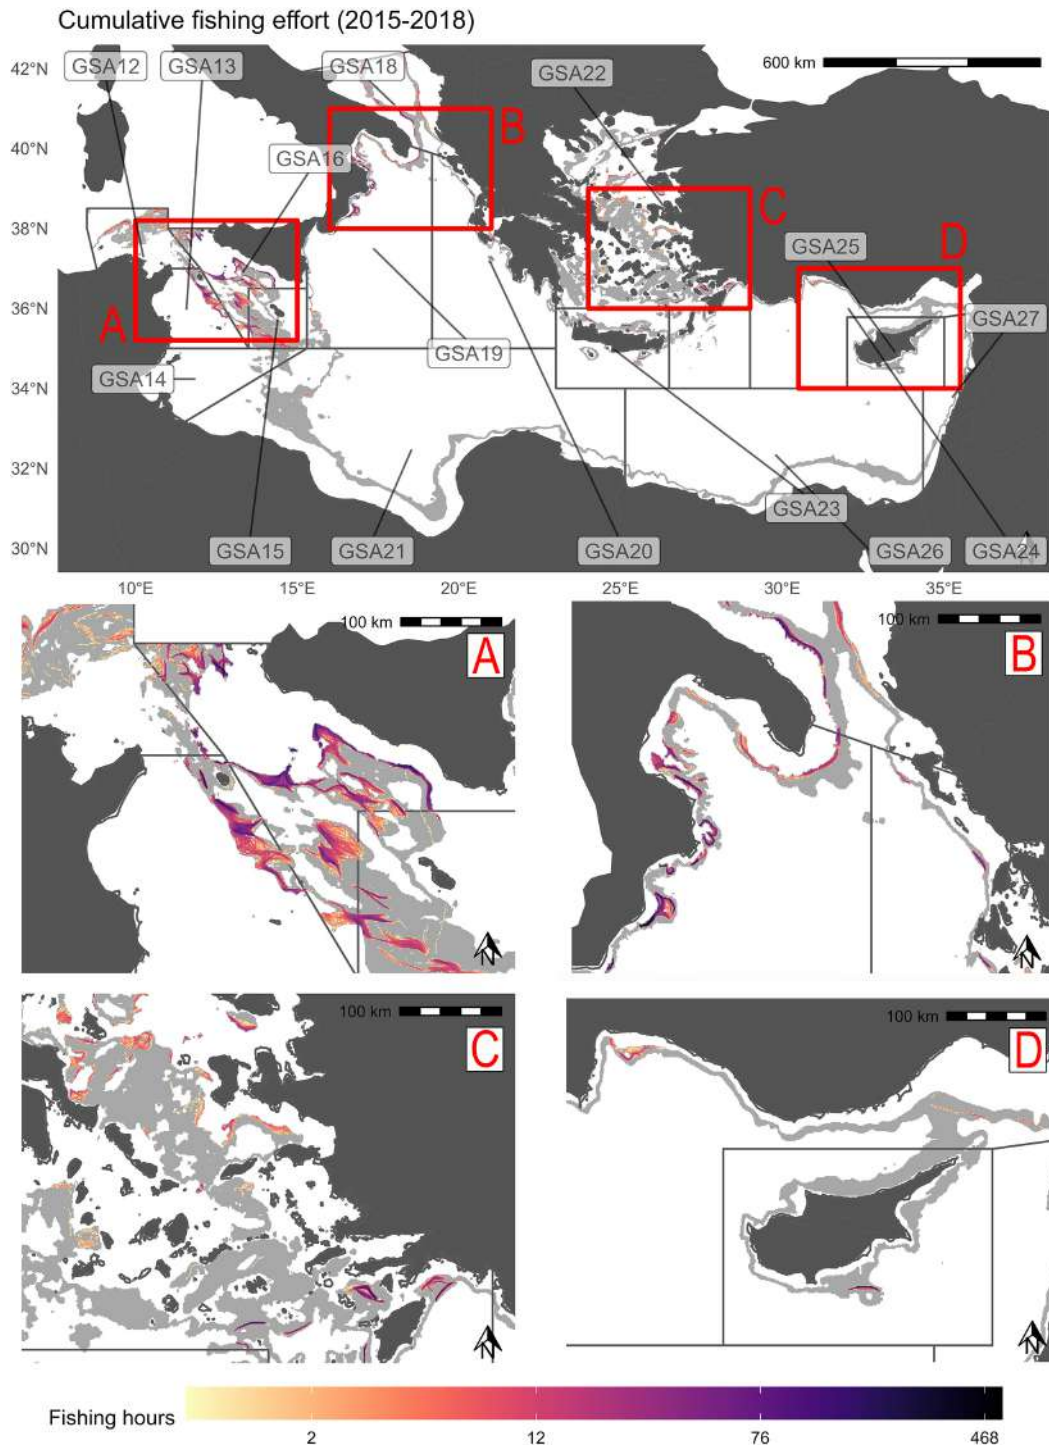 Cumulative fishing effort (2015-2018)
42°N GSA12 GSA13 GSA18 GSA22 600 km
B
40°N GSA16
C
38°N GSA25 D
36°N A GSA27
GSA19
34°N GSA14
32°N
GSA23
30°N GSA15 GSA21 GSA20 GSA26 GSA24
10°E 15°E 20°E 25°E 30°E 35°E
100 km 100 km
A B
N N
100 km 100 km
C D
N N
Fishing hours
2 12 76 468